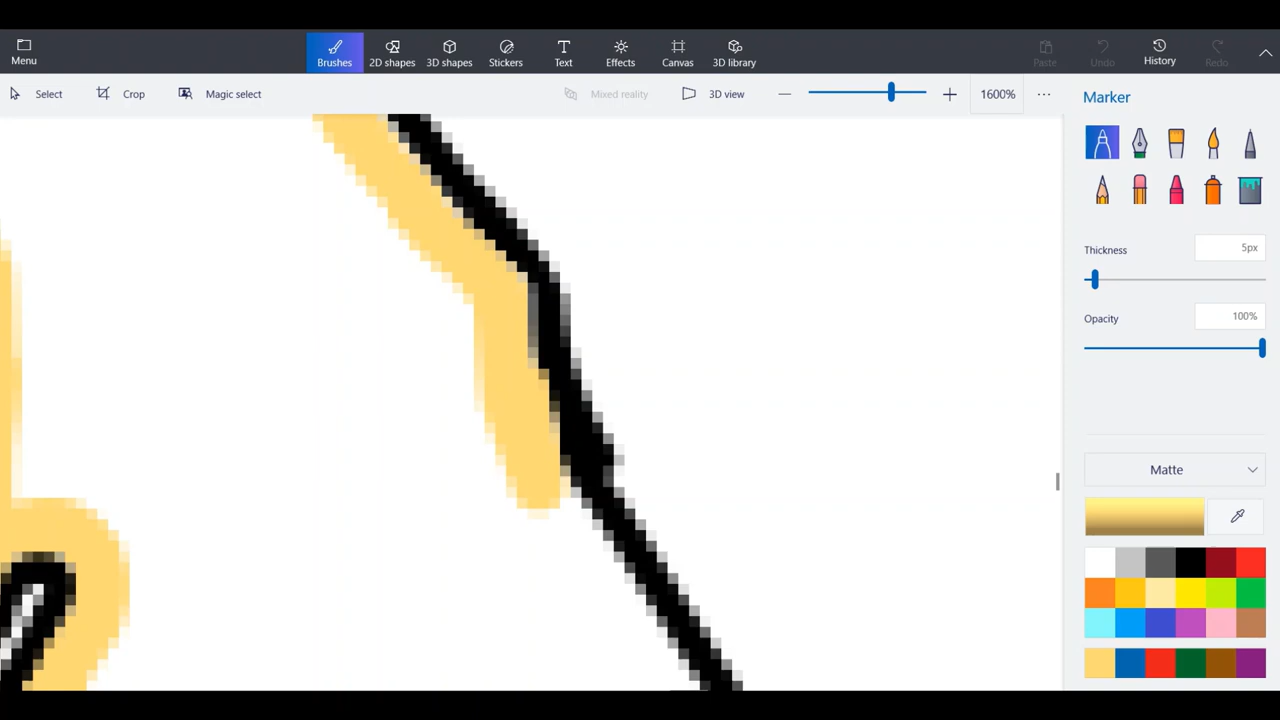 Menu
Brushes 2D shapes 3D shapes Stickers Text Effects Canvas 3D library Paste Undo History Redo
Select Crop Magic select Mixed reality 3D view 1600%
Marker
Thickness 5px
Opacity 100%
Matte